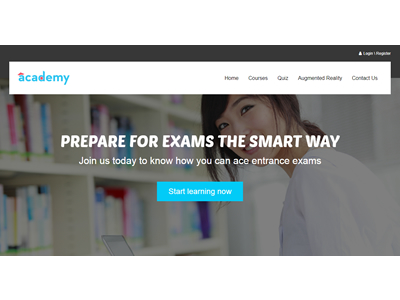 Login \ Register
academy
Home Courses Quiz Augmented Reality Contact Us
PREPARE FOR EXAMS THE SMART WAY
Join us today to know how you can ace entrance exams
Start learning now